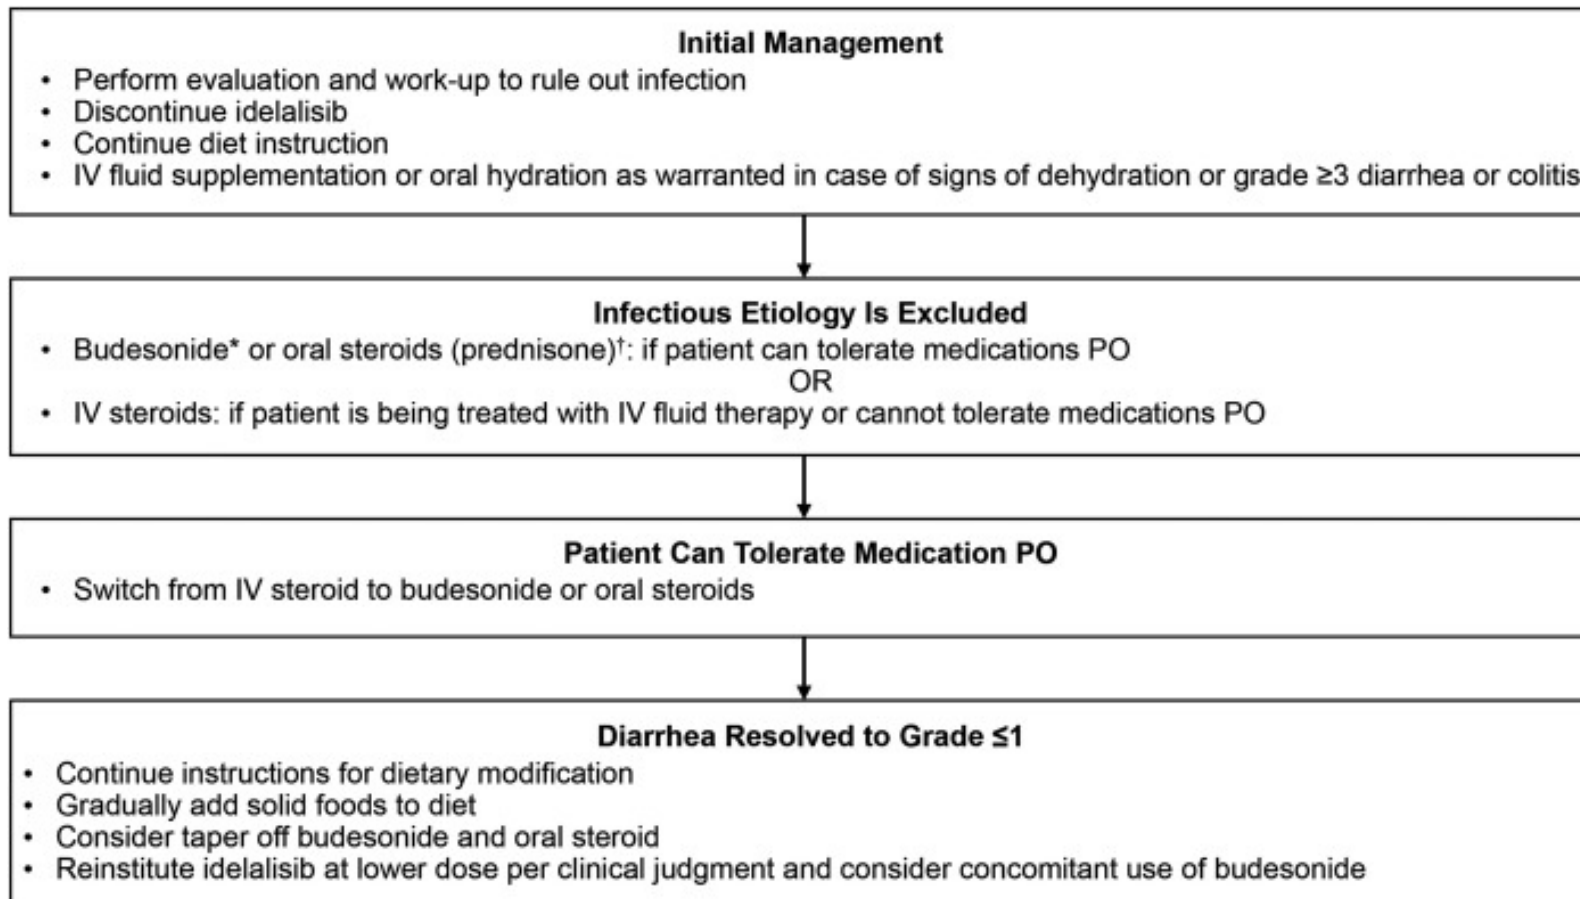 Initial Management
• Perform evaluation and work-up to rule out infection
• Discontinue idelalisib
• Continue diet instruction
• IV fluid supplementation or oral hydration as warranted in case of signs of dehydration or grade ≥3 diarrhea or colitis
Infectious Etiology Is Excluded
• Budesonide* or oral steroids (prednisone)†: if patient can tolerate medications PO
OR
• IV steroids: if patient is being treated with IV fluid therapy or cannot tolerate medications PO
Patient Can Tolerate Medication PO
• Switch from IV steroid to budesonide or oral steroids
Diarrhea Resolved to Grade ≤1
• Continue instructions for dietary modification
• Gradually add solid foods to diet
• Consider taper off budesonide and oral steroid
• Reinstitute idelalisib at lower dose per clinical judgment and consider concomitant use of budesonide